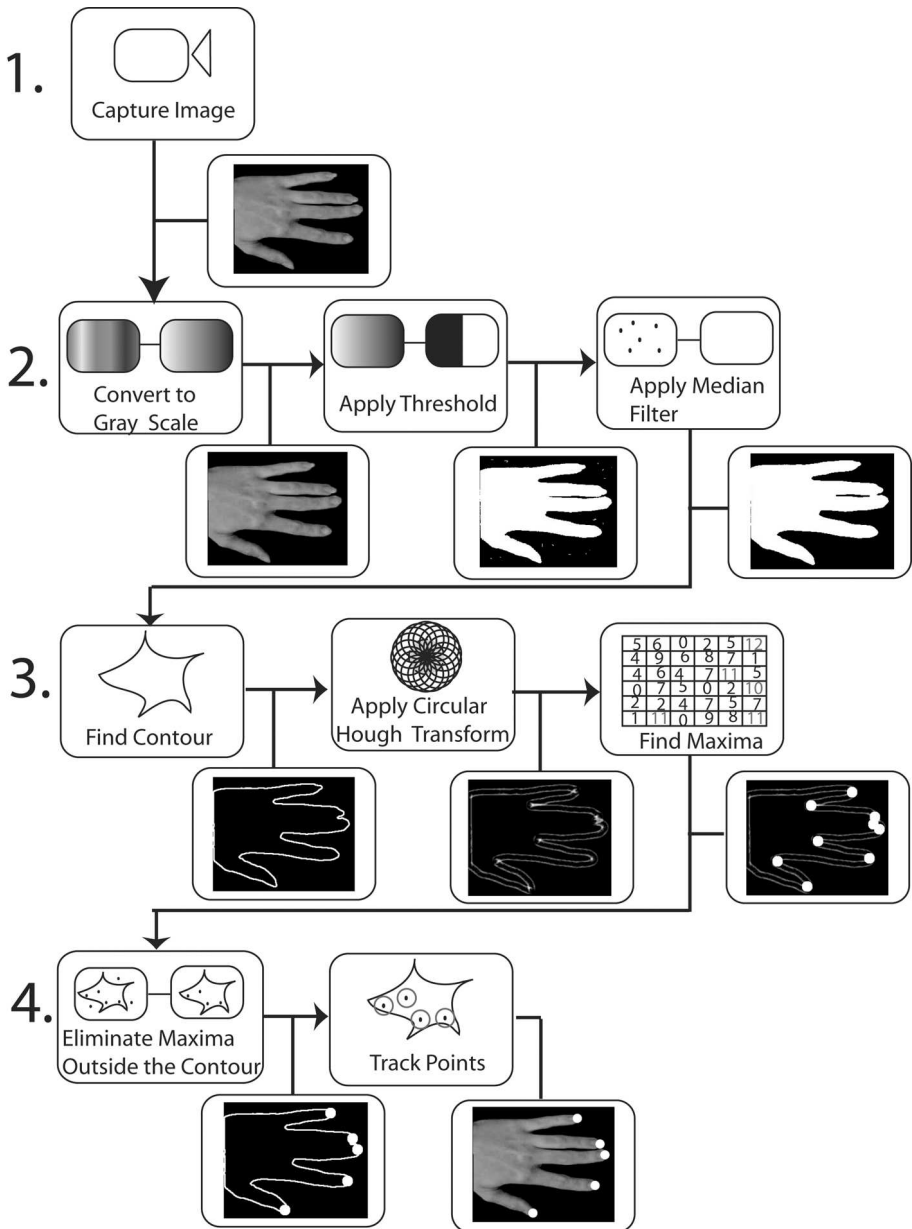 1.
Capture Image
2.
Convert to
Gray Scale
Apply Threshold
Apply Median
Filter
3.
Find Contour
Apply Circular
Hough Transform
5 6 0 2 5 12
4 9 6 8 7 1
4 6 4 7 11 5
0 7 5 0 2 10
2 2 4 7 5 7
1 11 0 9 8 11
Find Maxima
4.
Eliminate Maxima
Outside the Contour
Track Points